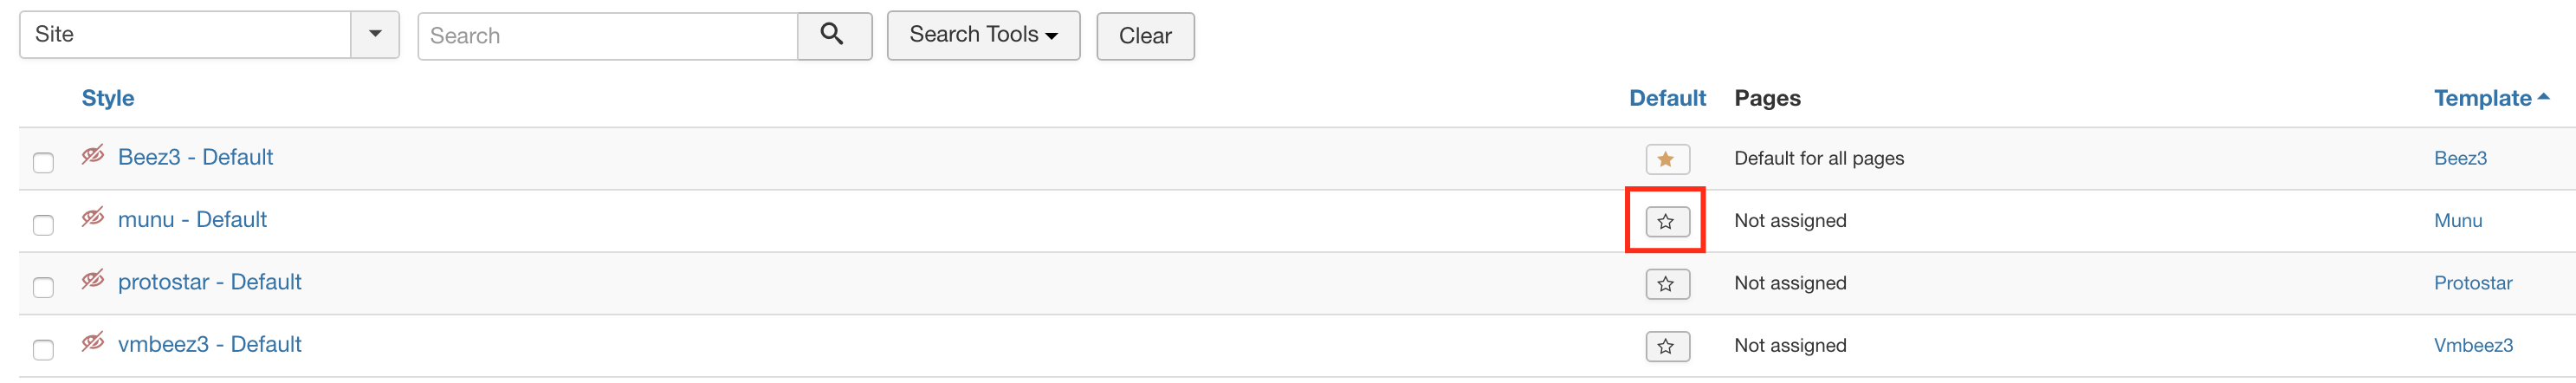 Site Search Search Tools Clear
Style Default Pages Template
Beez3 - Default Default for all pages Beez3
munu - Default Not assigned Munu
protostar - Default Not assigned Protostar
vmbeez3 - Default Not assigned Vmbeez3